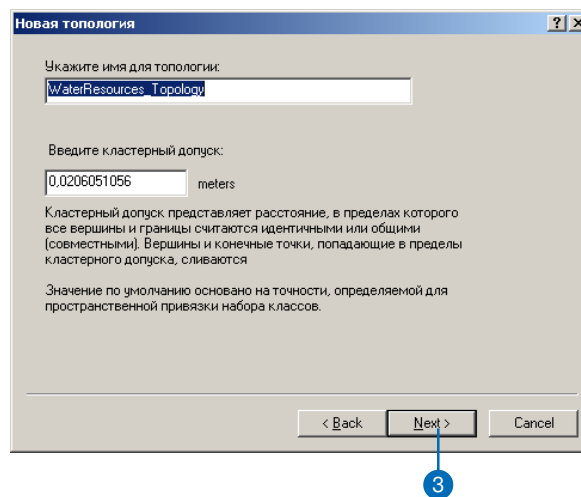 Новая топология
Укажите имя для топологии:
WaterResources_Topology
Введите кластерный допуск:
0,0206051056 meters
Кластерный допуск представляет расстояние, в пределах которого
все вершины и границы считаются идентичными или общими
(совместными). Вершины и конечные точки, попадающие в пределы
кластерного допуска, сливаются
Значение по умолчанию основано на точности, определяемой для
пространственной привязки набора классов.
< Back Next > Cancel
3